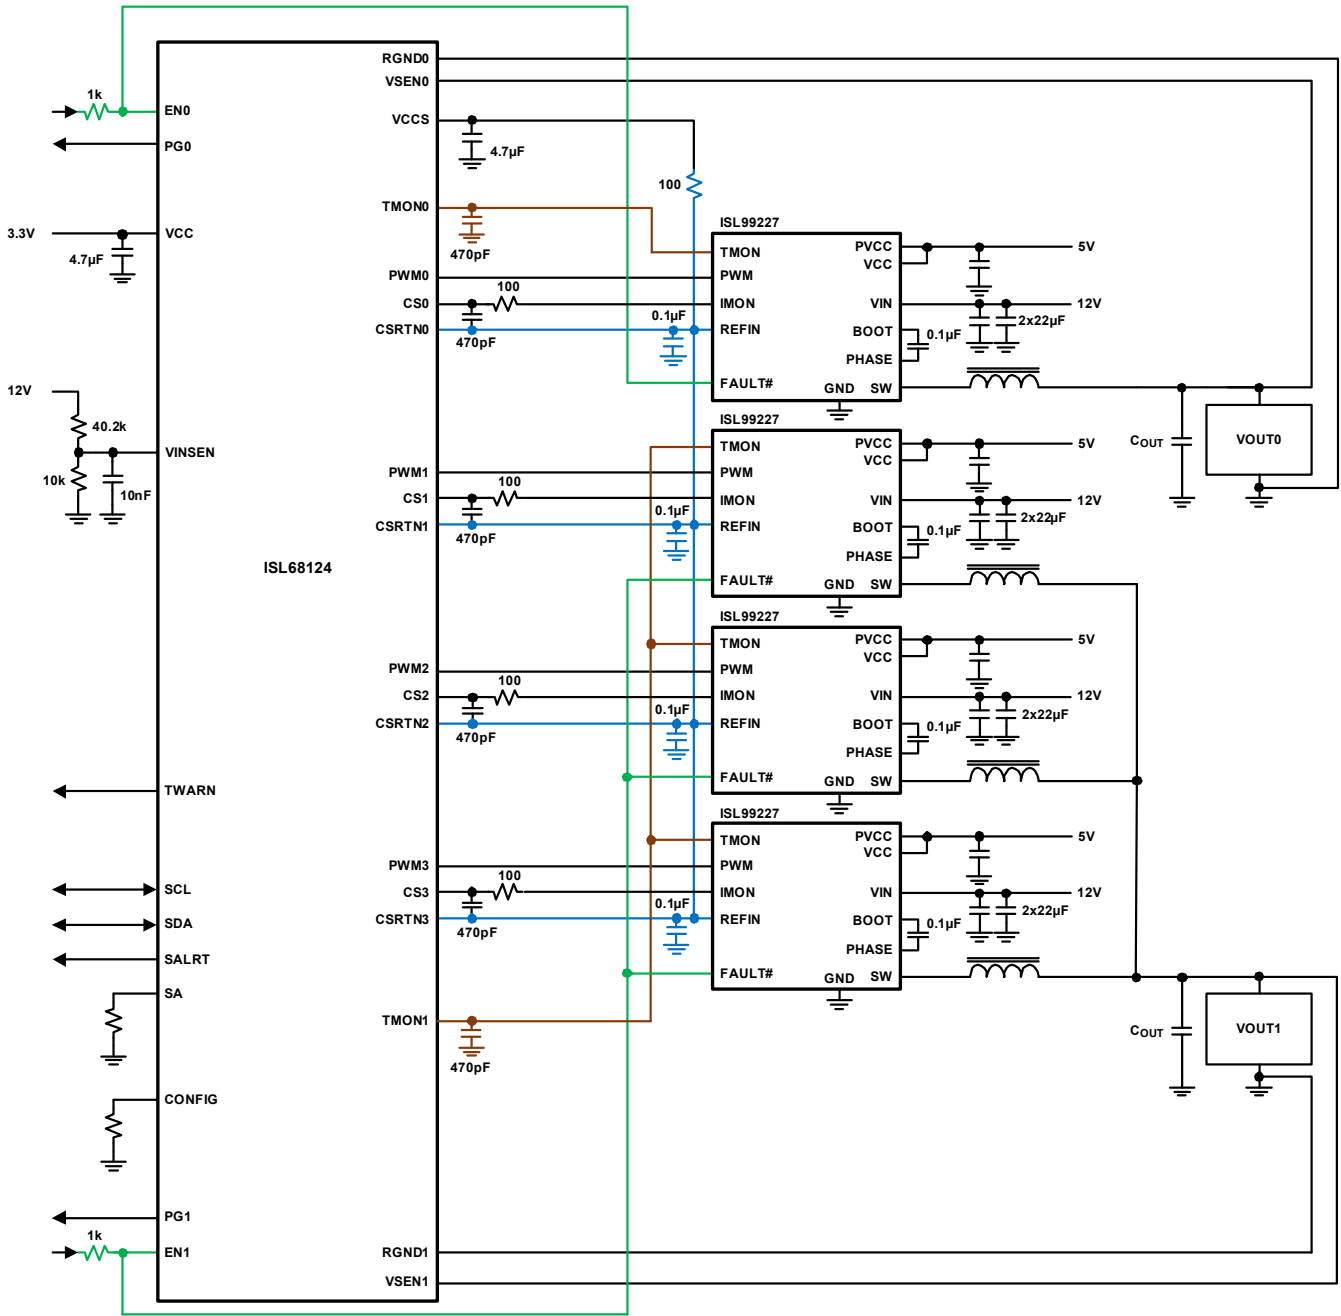 RGND0
VSEN0
1k
EN0
VCCS
PG0
4.7µF
100
TMON0
ISL99227
3.3V
VCC
4.7µF
470pF
TMON
PVCC
5V
VCC
PWM0
PWM
100
CS0
IMON
VIN
12V
0.1µF
2x22µF
CSRTN0
REFIN
BOOT
0.1µF
470pF
PHASE
FAULT#
GND
SW
12V
ISL99227
40.2k
TMON
PVCC
5V
COUT
VOUT0
VINSEN
VCC
PWM1
PWM
10k
100
10nF
CS1
IMON
VIN
12V
0.1µF
2x22µF
CSRTN1
REFIN
BOOT
0.1µF
470pF
PHASE
ISL68124
FAULT#
GND
SW
ISL99227
TMON
PVCC
5V
VCC
PWM2
PWM
100
CS2
IMON
VIN
12V
0.1µF
2x22µF
CSRTN2
REFIN
BOOT
0.1µF
470pF
PHASE
FAULT#
GND
SW
TWARN
ISL99227
TMON
PVCC
5V
VCC
PWM3
PWM
100
SCL
CS3
IMON
VIN
12V
0.1µF
2x22µF
CSRTN3
REFIN
BOOT
0.1µF
SDA
470pF
PHASE
SALRT
FAULT#
GND
SW
SA
TMON1
COUT
VOUT1
470pF
CONFIG
PG1
1k
EN1
RGND1
VSEN1